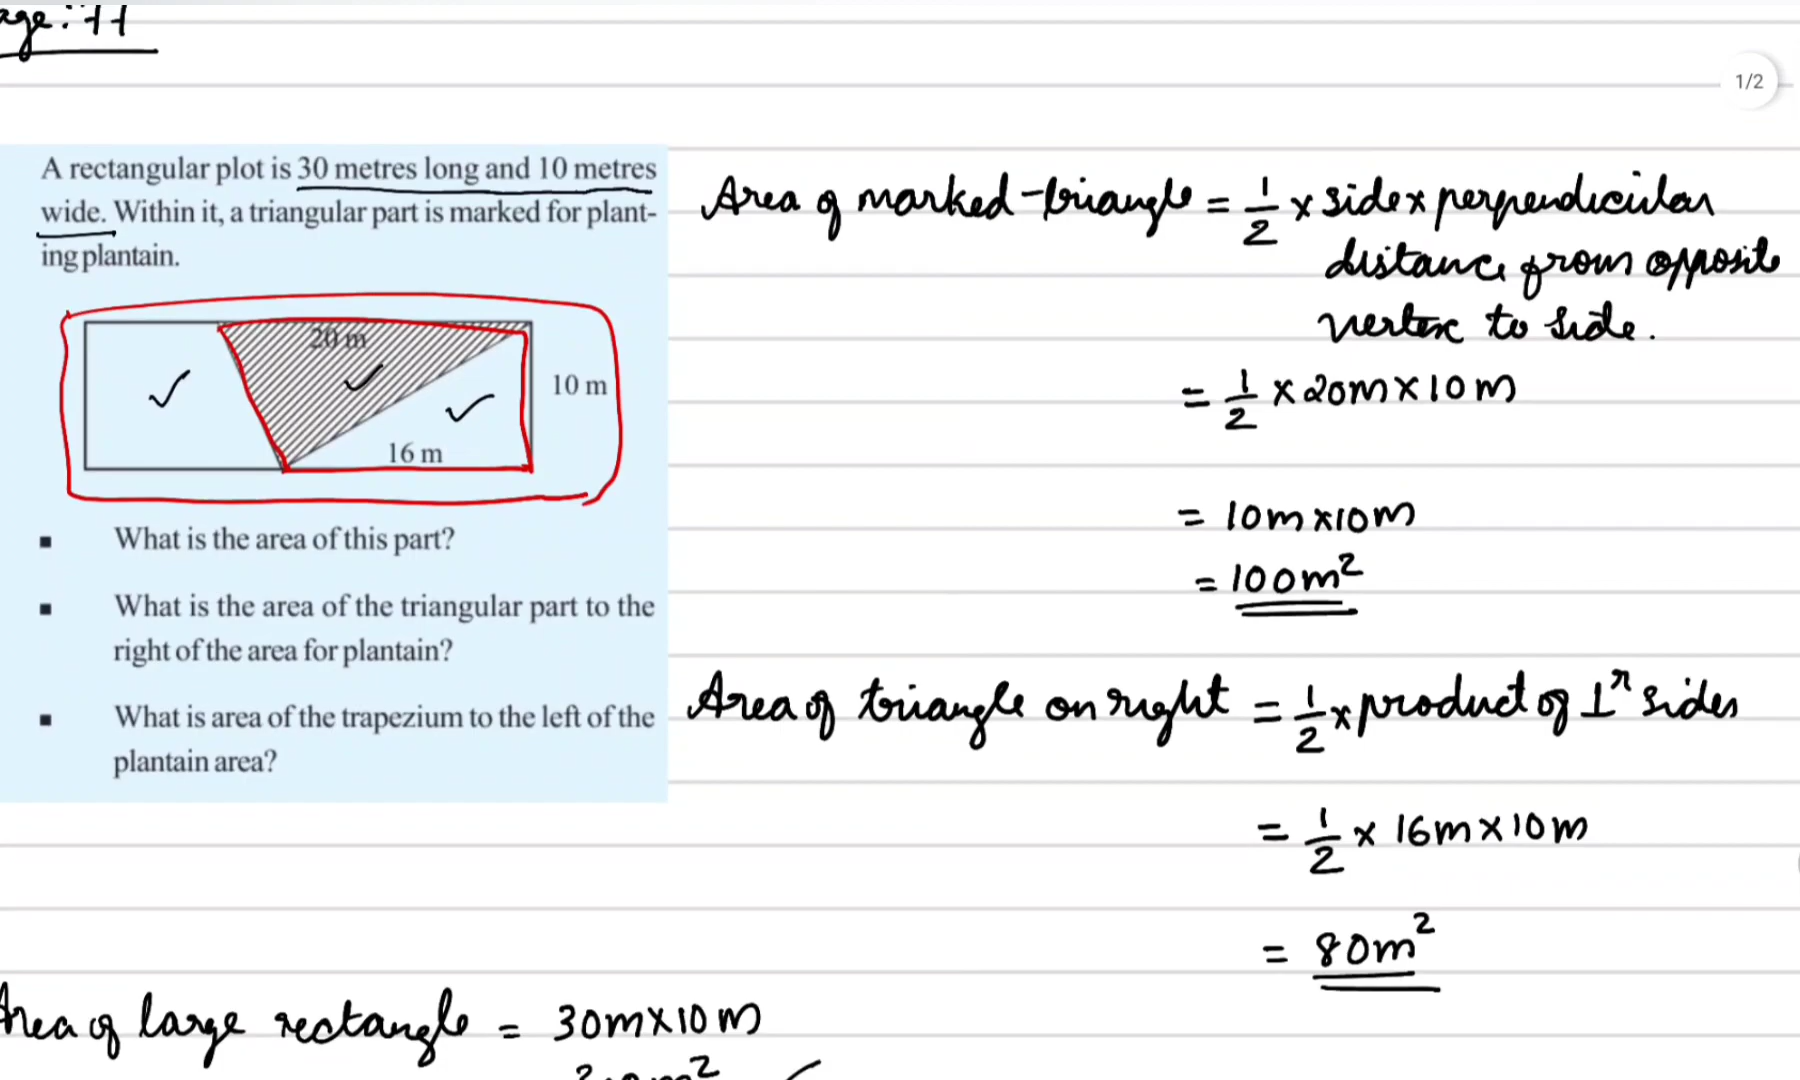 age: 77
1/2
A rectangular plot is 30 metres long and 10 metres
wide. Within it, a triangular part is marked for plant-
ing plantain.
20 m
10 m
16 m
■ What is the area of this part?
■ What is the area of the triangular part to the
right of the area for plantain?
■ What is area of the trapezium to the left of the
plantain area?
Area of marked triangle = 1/2 × side × perpendicular
distance from opposite
vertex to side.
= 1/2 × 20m × 10m
= 10m × 10m
= 100m²
Area of triangle on right = 1/2 × product of ⊥r sides
= 1/2 × 16m × 10m
= 80m²
Area of large rectangle = 30m × 10m